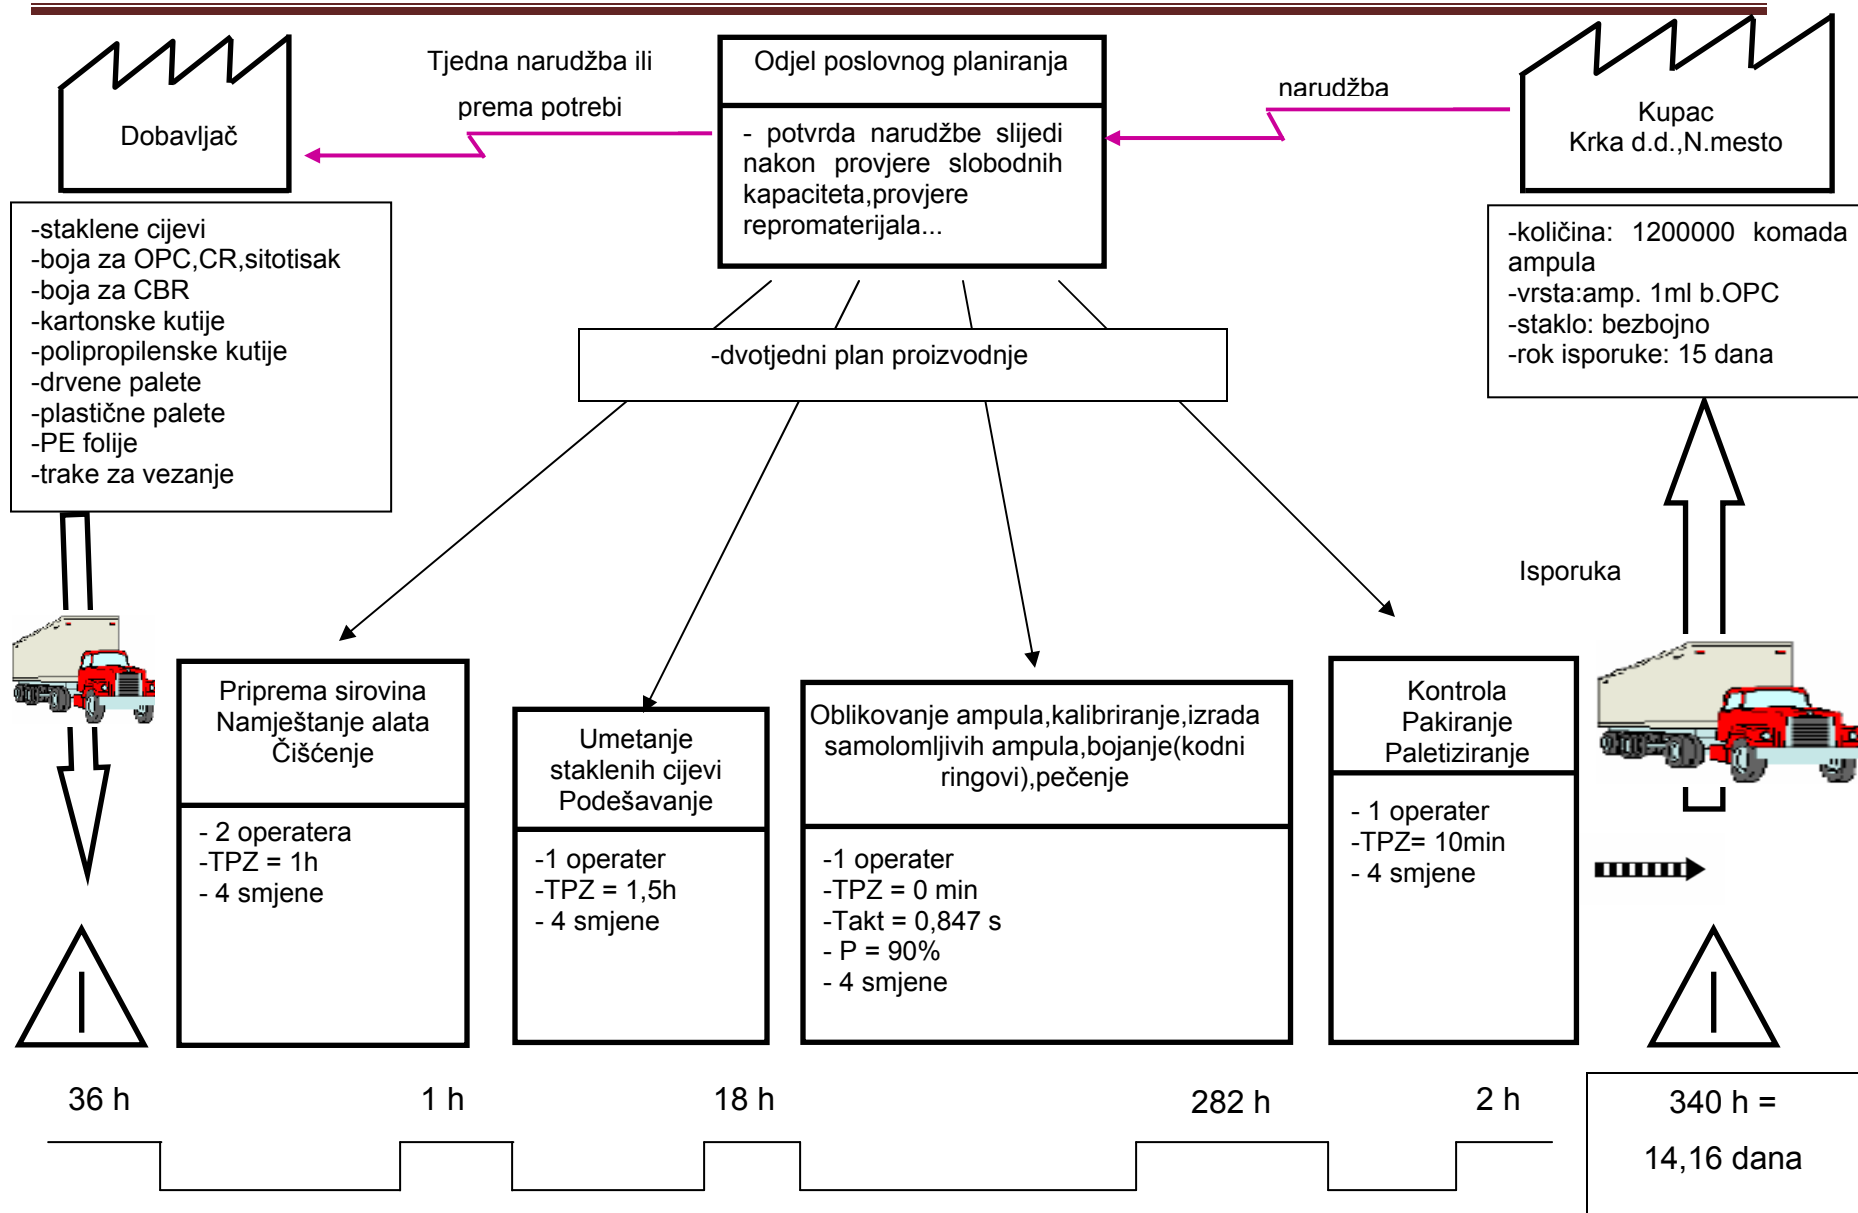 Dobavljač
Tjedna narudžba ili
prema potrebi
Odjel poslovnog planiranja
- potvrda narudžbe slijedi
nakon provjere slobodnih
kapaciteta,provjere
repromaterijala...
narudžba
Kupac
Krka d.d.,N.mesto
-staklene cijevi
-boja za OPC,CR,sitotisak
-boja za CBR
-kartonske kutije
-polipropilenske kutije
-drvene palete
-plastične palete
-PE folije
-trake za vezanje
-dvotjedni plan proizvodnje
-količina: 1200000 komada
ampula
-vrsta:amp. 1ml b.OPC
-staklo: bezbojno
-rok isporuke: 15 dana
Isporuka
Priprema sirovina
Namještanje alata
Čišćenje
- 2 operatera
-TPZ = 1h
- 4 smjene
Umetanje
staklenih cijevi
Podešavanje
-1 operater
-TPZ = 1,5h
- 4 smjene
Oblikovanje ampula,kalibriranje,izrada
samolomljivih ampula,bojanje(kodni
ringovi),pečenje
-1 operater
-TPZ = 0 min
-Takt = 0,847 s
- P = 90%
- 4 smjene
Kontrola
Pakiranje
Paletiziranje
- 1 operater
-TPZ= 10min
- 4 smjene
I
I
36 h
1 h
18 h
282 h
2 h
340 h =
14,16 dana